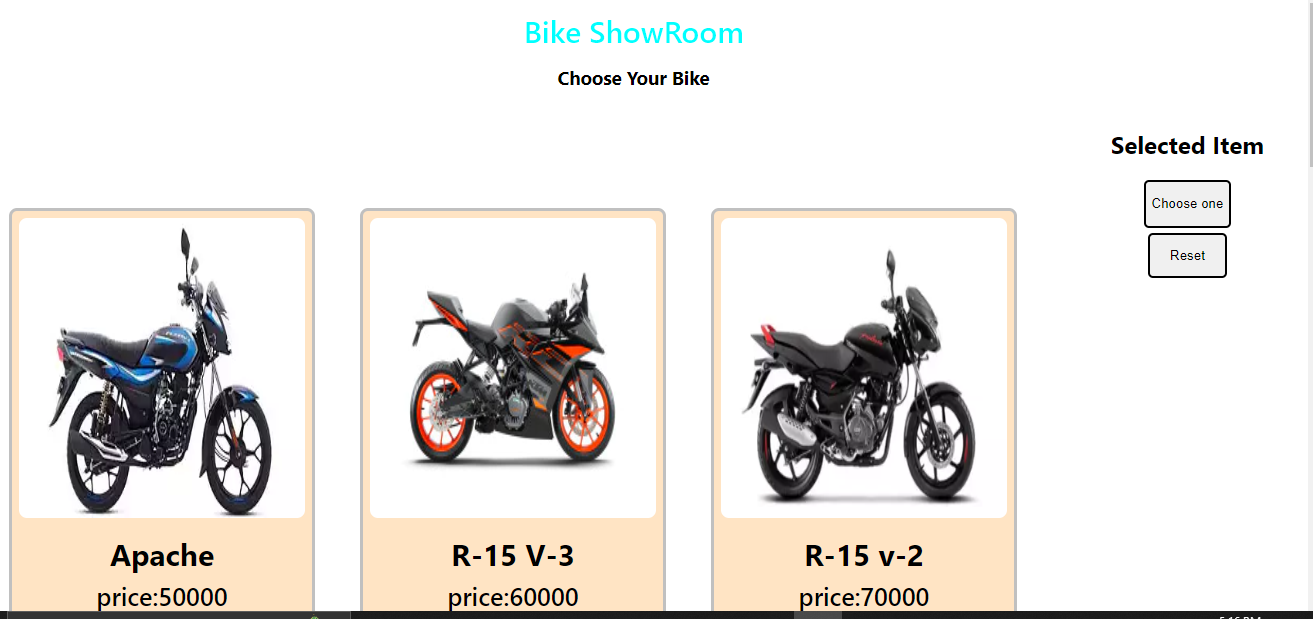 Bike ShowRoom
Choose Your Bike
Selected Item
Choose one
Reset
Apache
price:50000
R-15 V-3
price:60000
R-15 v-2
price:70000